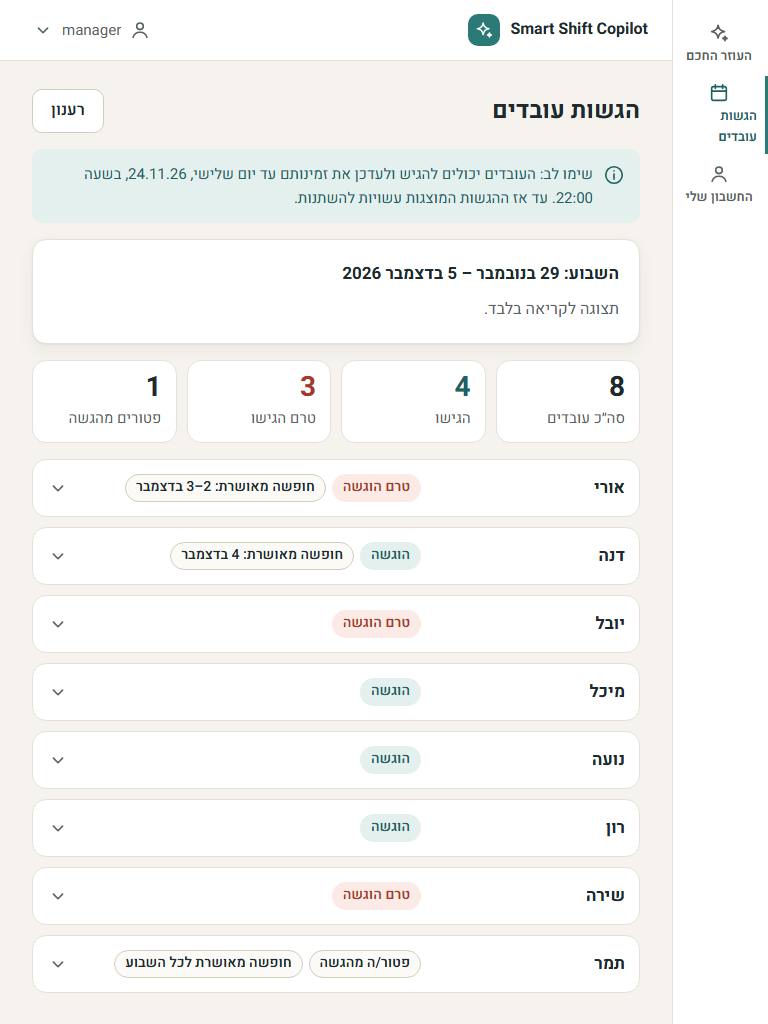 Smart Shift Copilot
manager
העוזר החכם
הגשות
עובדים
החשבון שלי
הגשות עובדים
רענון
שימו לב: העובדים יכולים להגיש ולעדכן את זמינותם עד יום שלישי, 24.11.26, בשעה
22:00. עד אז ההגשות המוצגות עשויות להשתנות.
השבוע: 29 בנובמבר – 5 בדצמבר 2026
תצוגה לקריאה בלבד.
8
סה״כ עובדים
4
הגישו
3
טרם הגישו
1
פטורים מהגשה
אורי טרם הוגשה חופשה מאושרת: 2–3 בדצמבר
דנה הוגשה חופשה מאושרת: 4 בדצמבר
יובל טרם הוגשה
מיכל הוגשה
נועה הוגשה
רון הוגשה
שירה טרם הוגשה
תמר פטור/ה מהגשה חופשה מאושרת לכל השבוע